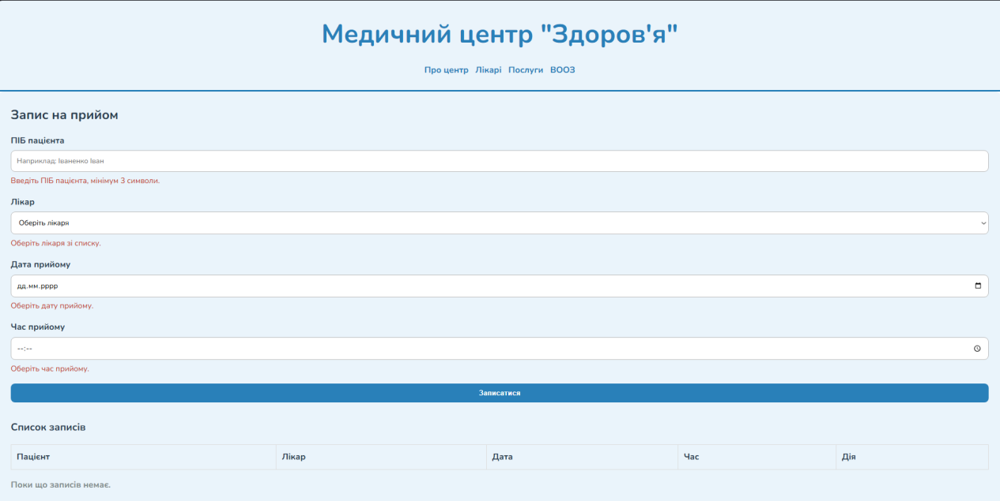 Медичний центр "Здоров'я"
Про центр Лікарі Послуги ВООЗ
Запис на прийом
ПІБ пацієнта
Наприклад: Іваненко Іван
Введіть ПІБ пацієнта, мінімум 3 символи.
Лікар
Оберіть лікаря
Оберіть лікаря зі списку.
Дата прийому
дд.мм.рррр
Оберіть дату прийому.
Час прийому
--:--
Оберіть час прийому.
Записатися
Список записів
Пацієнт Лікар Дата Час Дія
Поки що записів немає.